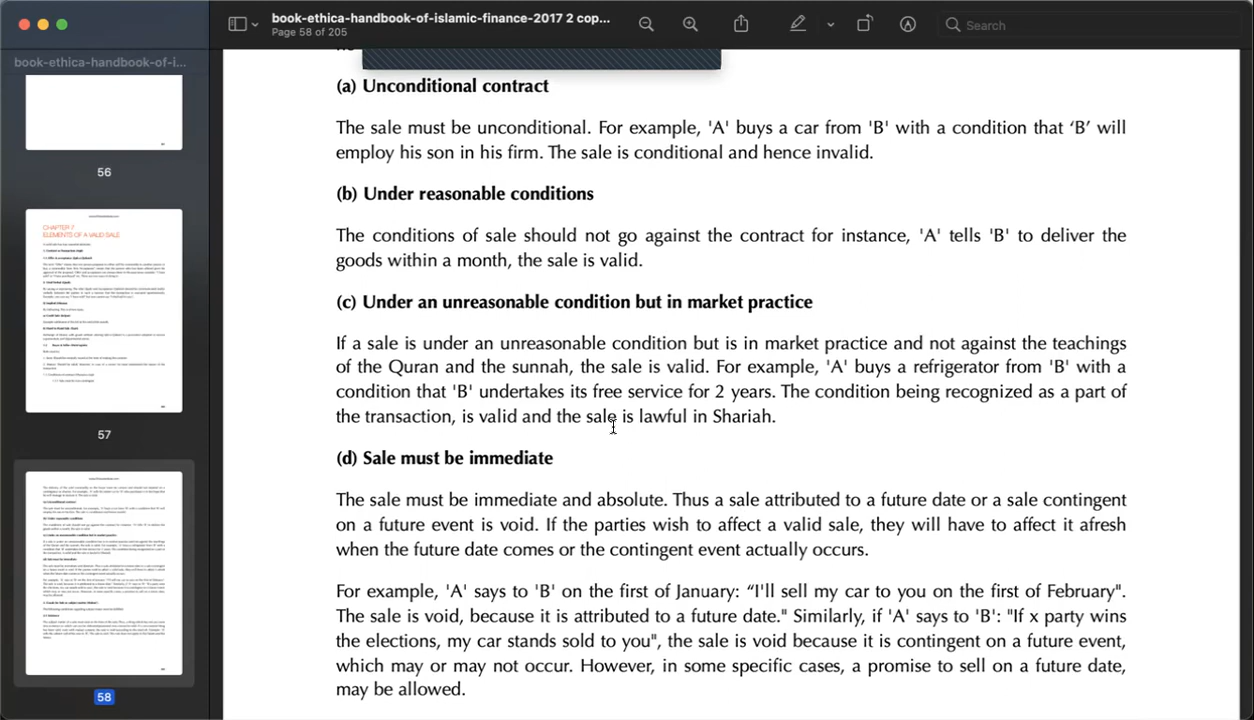 book-ethica-handbook-of-islamic-finance-2017 2 cop...
Page 58 of 205
Search
book-ethica-handbook-of-i...
56
CHAPTER 7
ELEMENTS OF A VALID SALE
57
58
(a) Unconditional contract
The sale must be unconditional. For example, 'A' buys a car from 'B' with a condition that ‘B’ will
employ his son in his firm. The sale is conditional and hence invalid.
(b) Under reasonable conditions
The conditions of sale should not go against the contract for instance, 'A' tells 'B' to deliver the
goods within a month, the sale is valid.
(c) Under an unreasonable condition but in market practice
If a sale is under an unreasonable condition but is in market practice and not against the teachings
of the Quran and the sunnah, the sale is valid. For example, 'A' buys a refrigerator from 'B' with a
condition that 'B' undertakes its free service for 2 years. The condition being recognized as a part of
the transaction, is valid and the sale is lawful in Shariah.
(d) Sale must be immediate
The sale must be immediate and absolute. Thus a sale attributed to a future date or a sale contingent
on a future event is void. If the parties wish to affect a valid sale, they will have to affect it afresh
when the future date comes or the contingent event actually occurs.
For example, 'A' says to 'B' on the first of January: "I'll sell my car to you on the first of February".
The sale is void, because it is attributed to a future date." Similarly, if 'A' says to 'B': "If x party wins
the elections, my car stands sold to you", the sale is void because it is contingent on a future event,
which may or may not occur. However, in some specific cases, a promise to sell on a future date,
may be allowed.